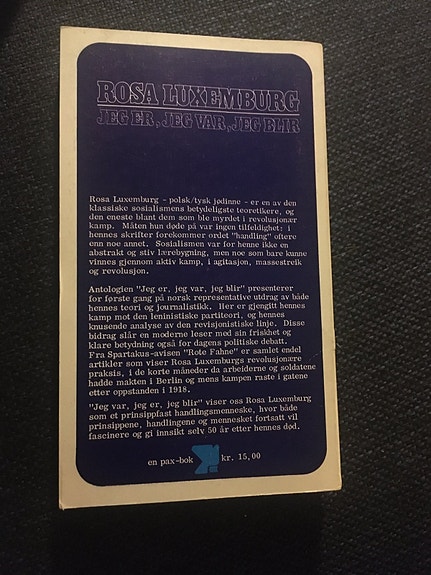 ROSA LUXEMBURG
JEG ER, JEG VAR, JEG BLIR
Rosa Luxemburg - polsk/tysk jødinne - er en av den
klassiske sosialismens betydeligste teoretikere, og
den eneste blant dem som ble myrdet i revolusjonær
kamp. Måten hun døde på var ingen tilfeldighet: i
hennes skrifter forekommer ordet "handling" oftere
enn noe annet. Sosialismen var for henne ikke en
abstrakt og stiv lærebygning, men noe som bare kunne
vinnes gjennom aktiv kamp, i agitasjon, massestreik
og revolusjon.
Antologien "Jeg er, jeg var, jeg blir" presenterer
for første gang på norsk representative utdrag av både
hennes teori og journalistikk. Her er gjengitt hennes
kamp mot den leninistiske partiteori, og hennes
knusende analyse av den revisjonistiske linje. Disse
bidrag slår en moderne leser med sin friskhet og
klare betydning også for dagens politiske debatt.
Fra Spartakus-avisen "Rote Fahne" er samlet endel
artikler som viser Rosa Luxemburgs revolusjonære
praksis, i de korte måneder da arbeiderne og soldatene
hadde makten i Berlin og mens kampen raste i gatene
etter oppstanden i 1918.
"Jeg var, jeg er, jeg blir" viser oss Rosa Luxemburg
som et prinsippfast handlingsmenneske, hvor både
prinsippene, handlingene og mennesket fortsatt vil
fascinere og gi innsikt selv 50 år etter hennes død.
en pax-bok kr. 15,00